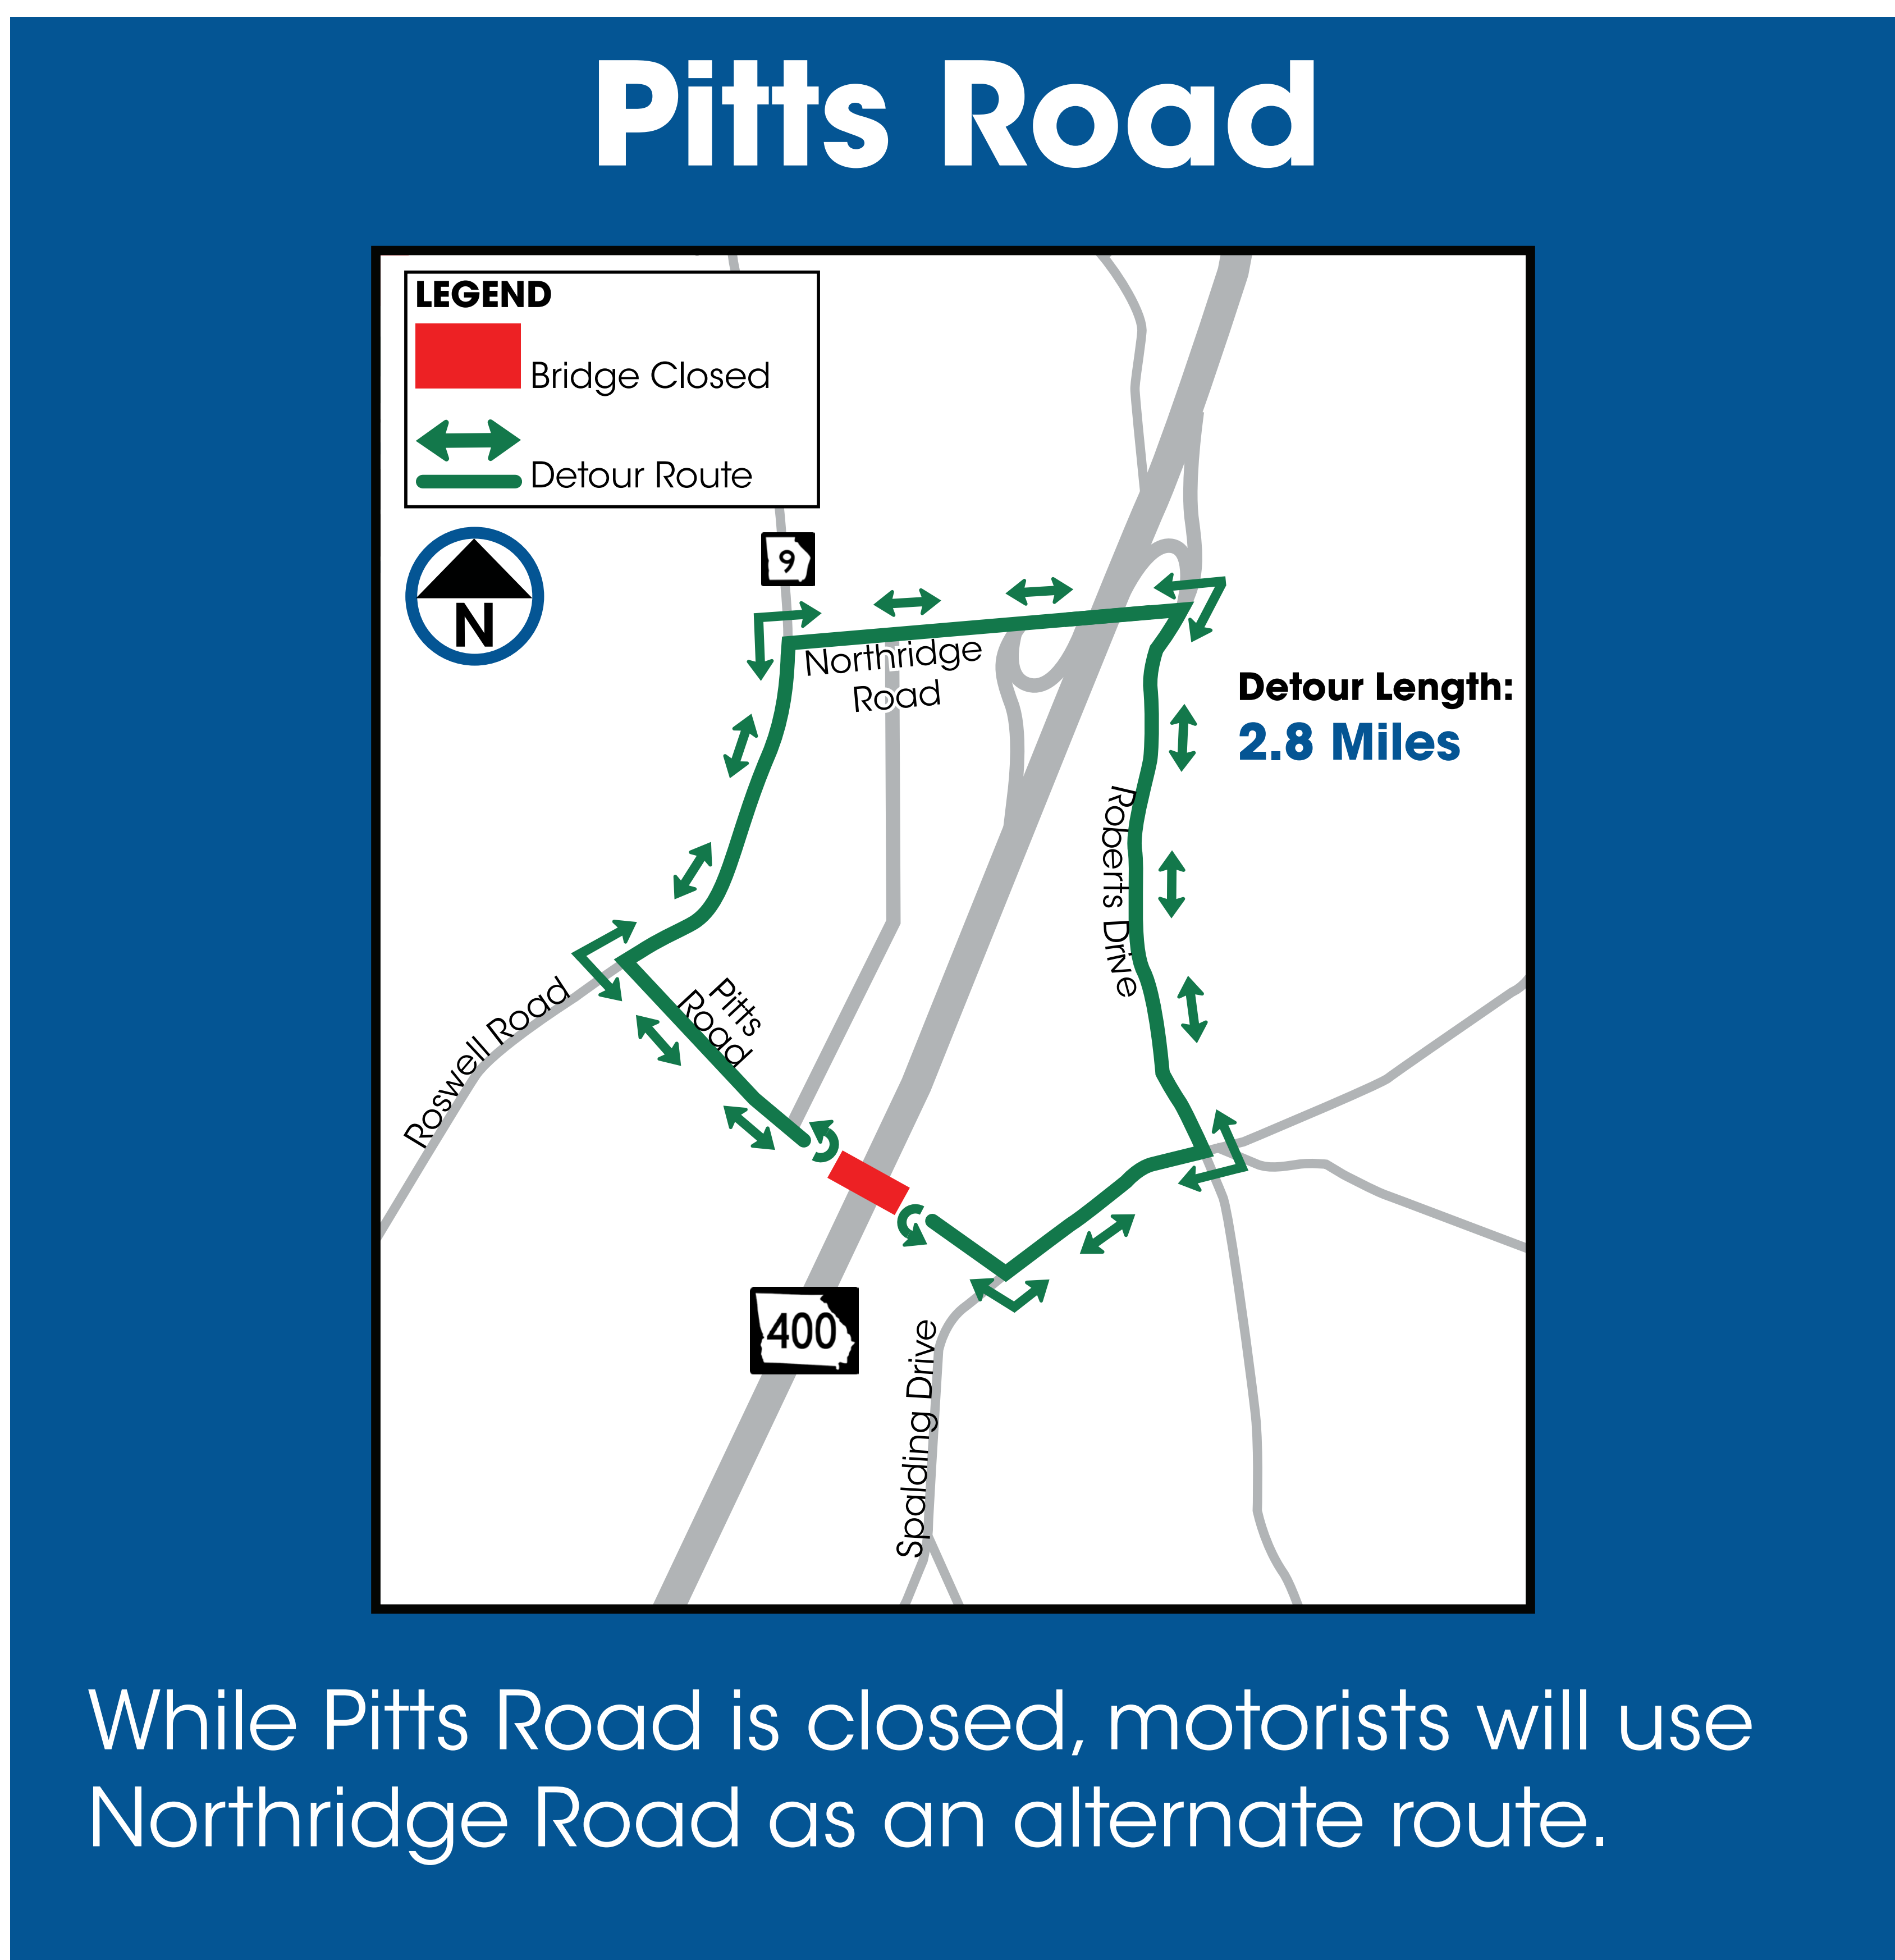 Pitts Road
LEGEND
Bridge Closed
Detour Route
N
9
Northridge
Road
Detour Length:
2.8 Miles
Roberts Drive
Pitts
Road
Roswell Road
400
Spalding Drive
While Pitts Road is closed, motorists will use
Northridge Road as an alternate route.